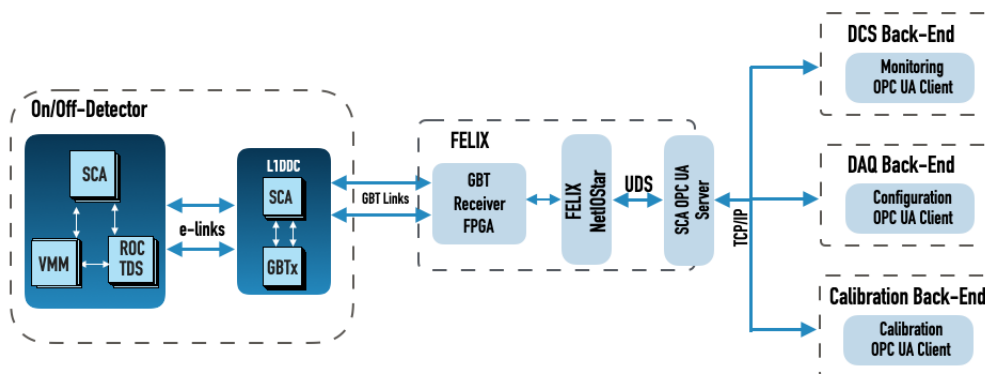 On/Off-Detector
SCA
VMM
ROC
TDS
e-links
L1DDC
SCA
GBTx
GBT Links
FELIX
GBT
Receiver
FPGA
FELIX
NetIOStar
UDS
SCA OPC UA
Server
TCP/IP
DCS Back-End
Monitoring
OPC UA Client
DAQ Back-End
Configuration
OPC UA Client
Calibration Back-End
Calibration
OPC UA Client